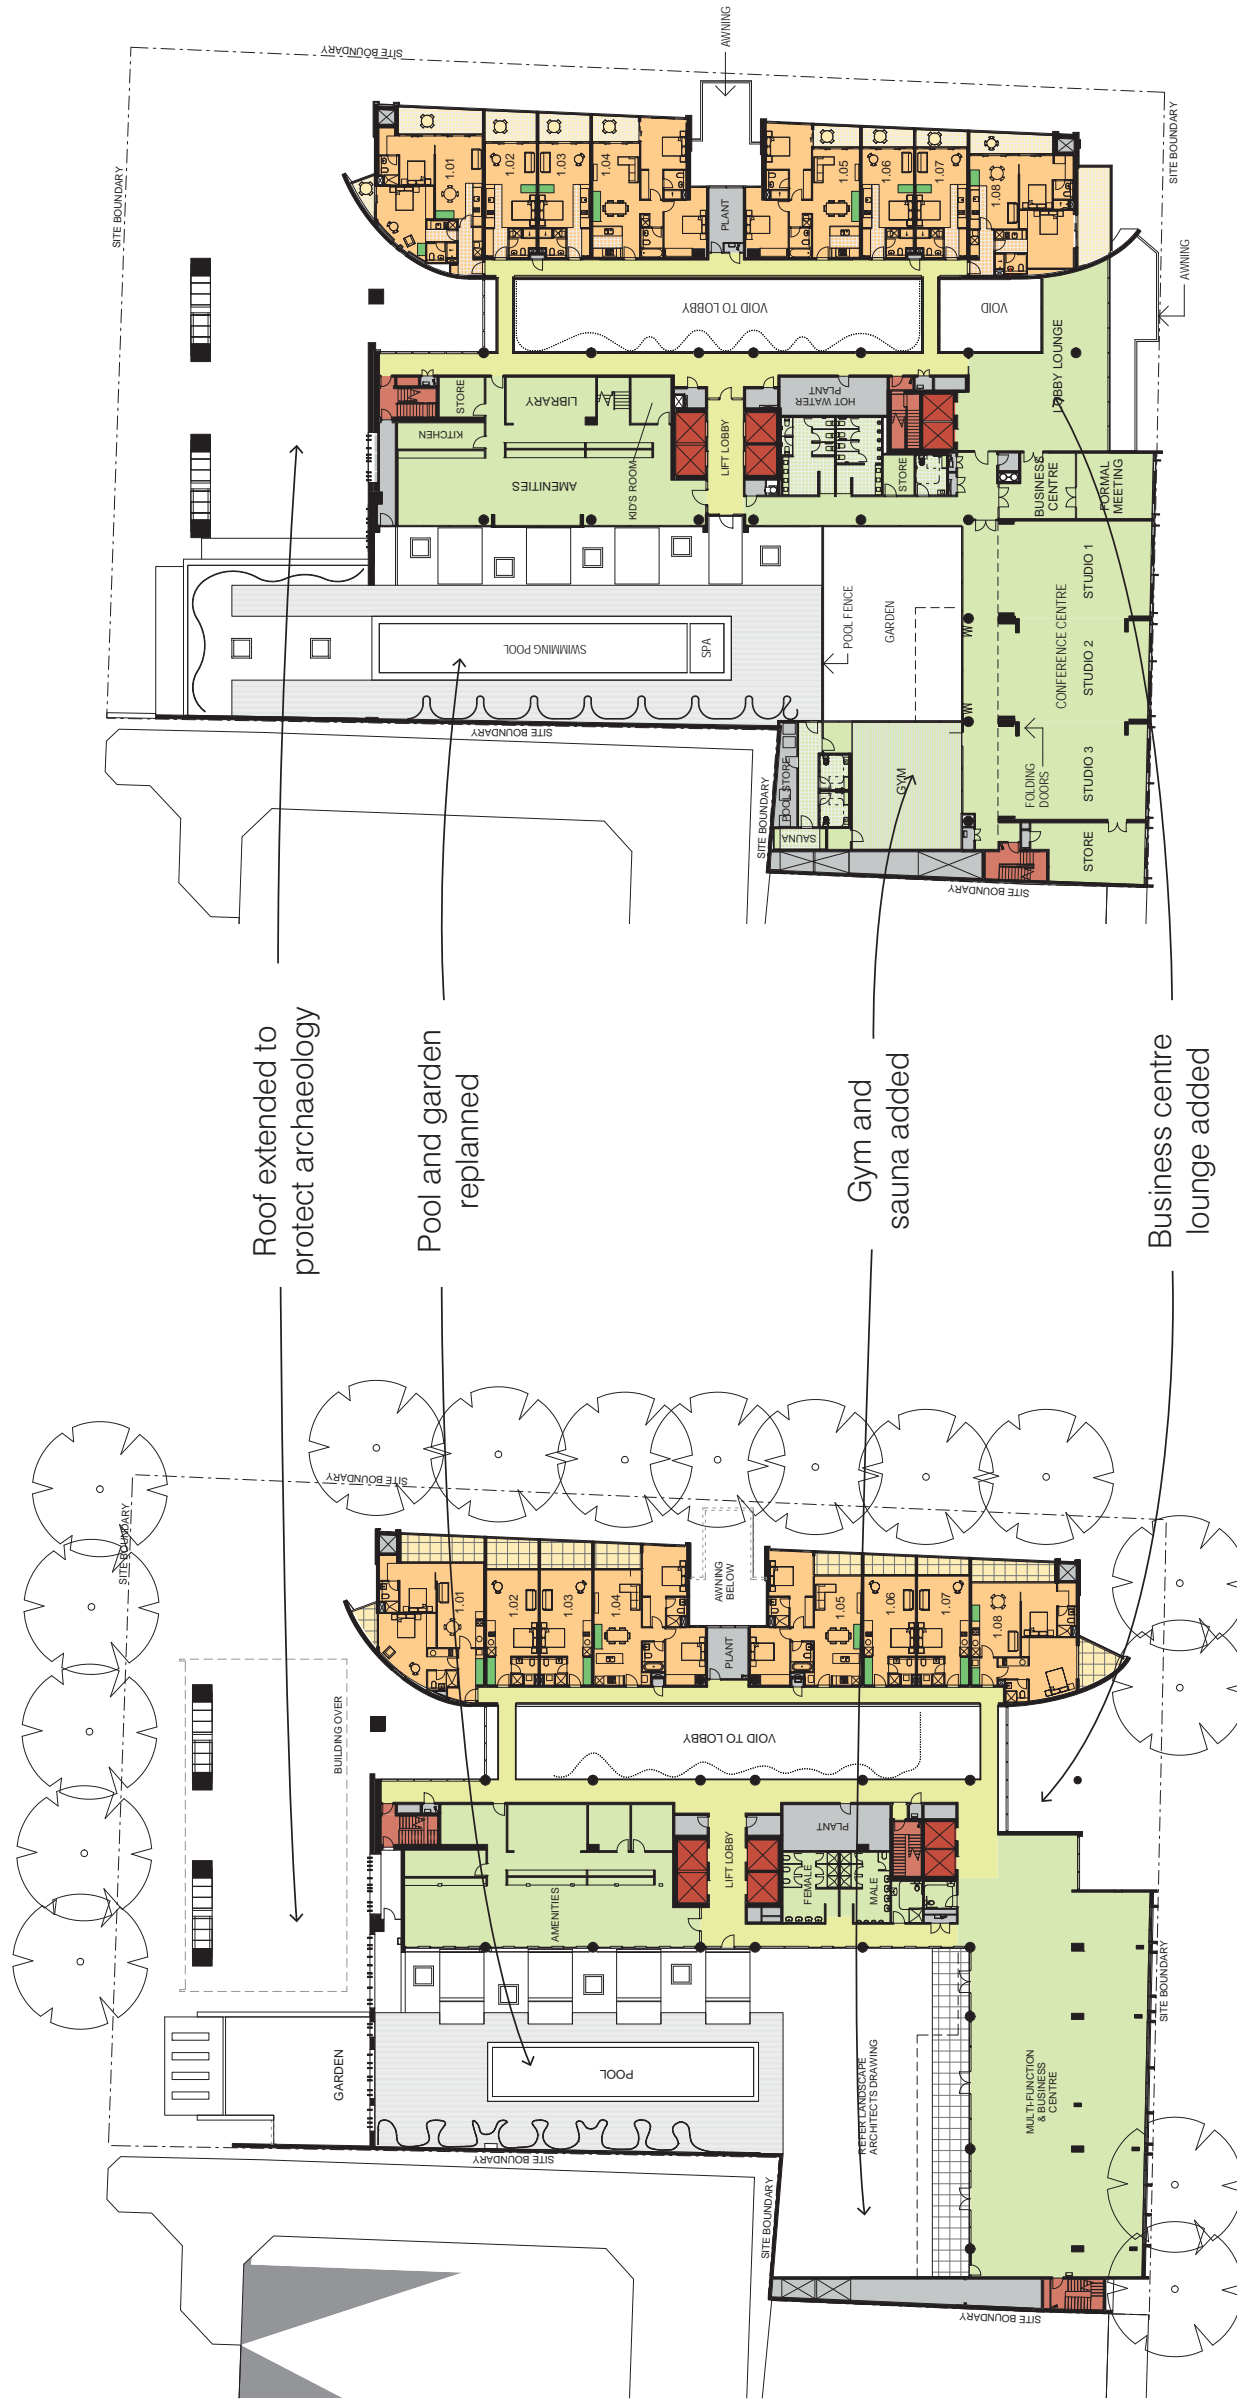 AWNING
SITE BOUNDARY
SITE BOUNDARY
SITE BOUNDARY
AWNING
1.01
1.02
1.03
1.04
PLANT
1.05
1.06
1.07
1.08
VOID TO LOBBY
VOID
LOBBY LOUNGE
STORE
LIBRARY
KITCHEN
HOT WATER
PLANT
LIFT LOBBY
AMENITIES
KID'S ROOM
STORE
BUSINESS
CENTRE
FORMAL
MEETING
SWIMMING POOL
SPA
POOL FENCE
GARDEN
CONFERENCE CENTRE
STUDIO 1
STUDIO 2
STUDIO 3
FOLDING
DOORS
STORE
GYM
POOL STORE
SAUNA
SITE BOUNDARY
SITE BOUNDARY
SITE BOUNDARY
Roof extended to
protect archaeology
Pool and garden
replanned
Gym and
sauna added
Business centre
lounge added
SITE BOUNDARY
SITE BOUNDARY
AWNING
BELOW
1.01
1.02
1.03
1.04
PLANT
1.05
1.06
1.07
1.08
BUILDING OVER
VOID TO LOBBY
PLANT
LIFT LOBBY
FEMALE
MALE
AMENITIES
GARDEN
POOL
REFER LANDSCAPE
ARCHITECTS DRAWING
MULTI-FUNCTION
& BUSINESS
CENTRE
SITE BOUNDARY
SITE BOUNDARY
SITE BOUNDARY
SITE BOUNDARY